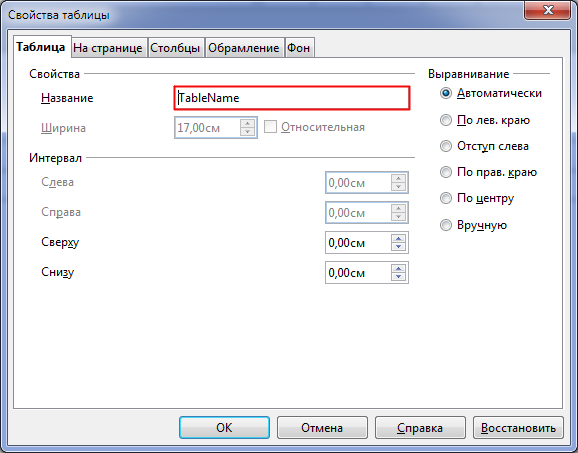 Свойства таблицы
Таблица На странице Столбцы Обрамление Фон
Свойства Выравнивание
Название TableName Автоматически
По лев. краю
Ширина 17,00см Относительная
Отступ слева
Интервал
По прав. краю
Слева 0,00см
По центру
Справа 0,00см
Вручную
Сверху 0,00см
Снизу 0,00см
OK Отмена Справка Восстановить